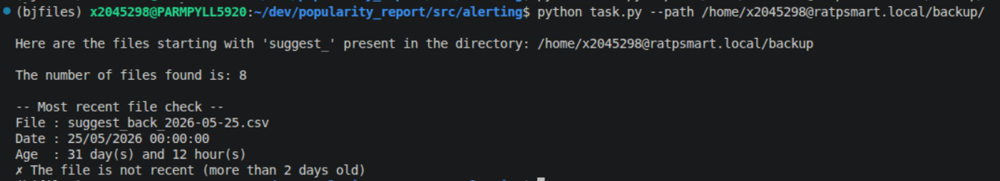 (bjfiles) x2045298@PARMPYLL5920:~/dev/popularity_report/src/alerting$ python task.py --path /home/x2045298@ratpsmart.local/backup/
Here are the files starting with 'suggest_' present in the directory: /home/x2045298@ratpsmart.local/backup
The number of files found is: 8
-- Most recent file check --
File : suggest_back_2026-05-25.csv
Date : 25/05/2026 00:00:00
Age  : 31 day(s) and 12 hour(s)
✗ The file is not recent (more than 2 days old)